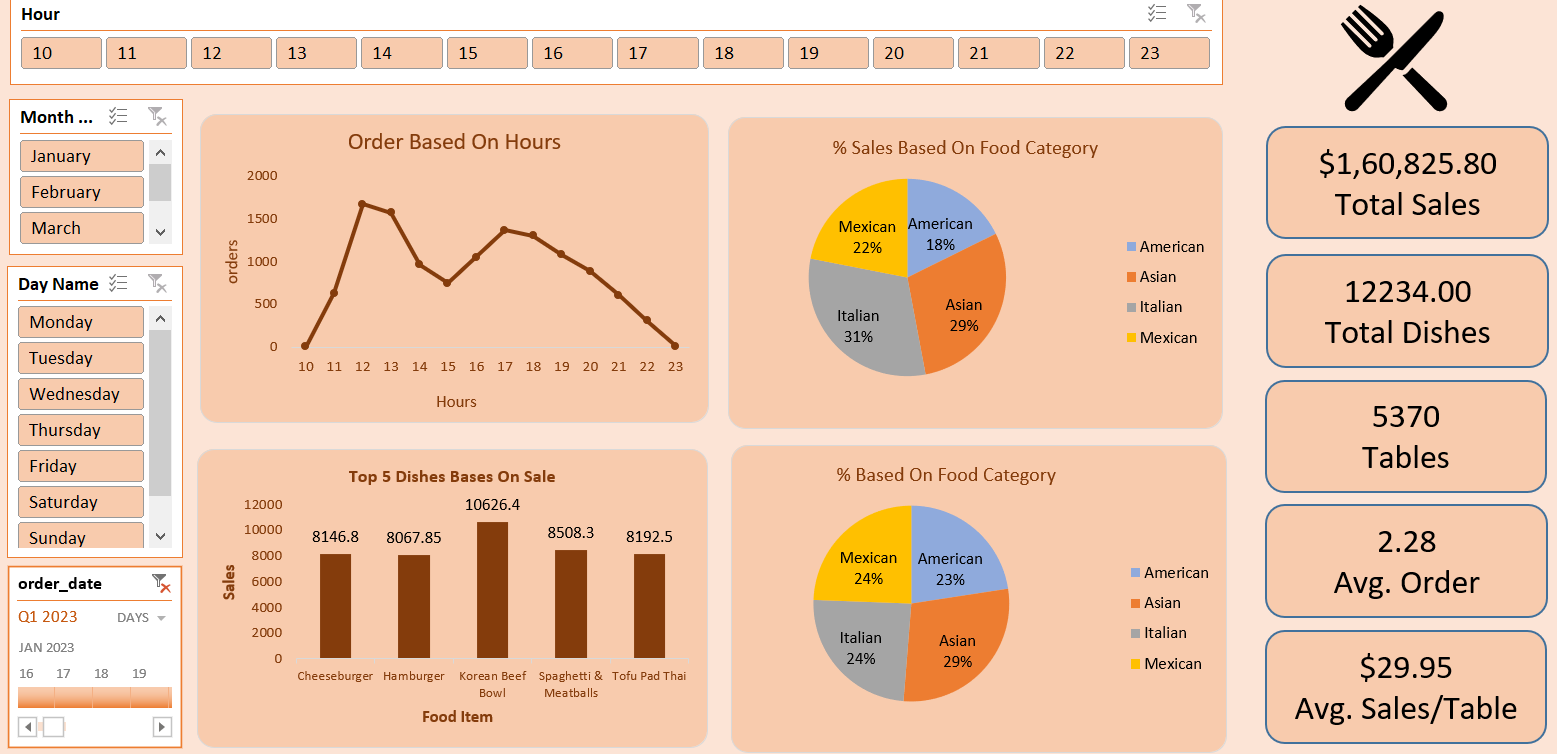 Hour
10 11 12 13 14 15 16 17 18 19 20 21 22 23
Month ...
January
February
March
Day Name
Monday
Tuesday
Wednesday
Thursday
Friday
Saturday
Sunday
order_date
Q1 2023 DAYS
JAN 2023
16 17 18 19
Order Based On Hours
orders
2000
1500
1000
500
0
10 11 12 13 14 15 16 17 18 19 20 21 22 23
Hours
% Sales Based On Food Category
Mexican
22%
American
18%
Italian
31%
Asian
29%
American
Asian
Italian
Mexican
Top 5 Dishes Bases On Sale
Sales
12000
10000
8000
6000
4000
2000
0
8146.8
8067.85
10626.4
8508.3
8192.5
Cheeseburger
Hamburger
Korean Beef
Bowl
Spaghetti &
Meatballs
Tofu Pad Thai
Food Item
% Based On Food Category
Mexican
24%
American
23%
Italian
24%
Asian
29%
American
Asian
Italian
Mexican
$1,60,825.80
Total Sales
12234.00
Total Dishes
5370
Tables
2.28
Avg. Order
$29.95
Avg. Sales/Table